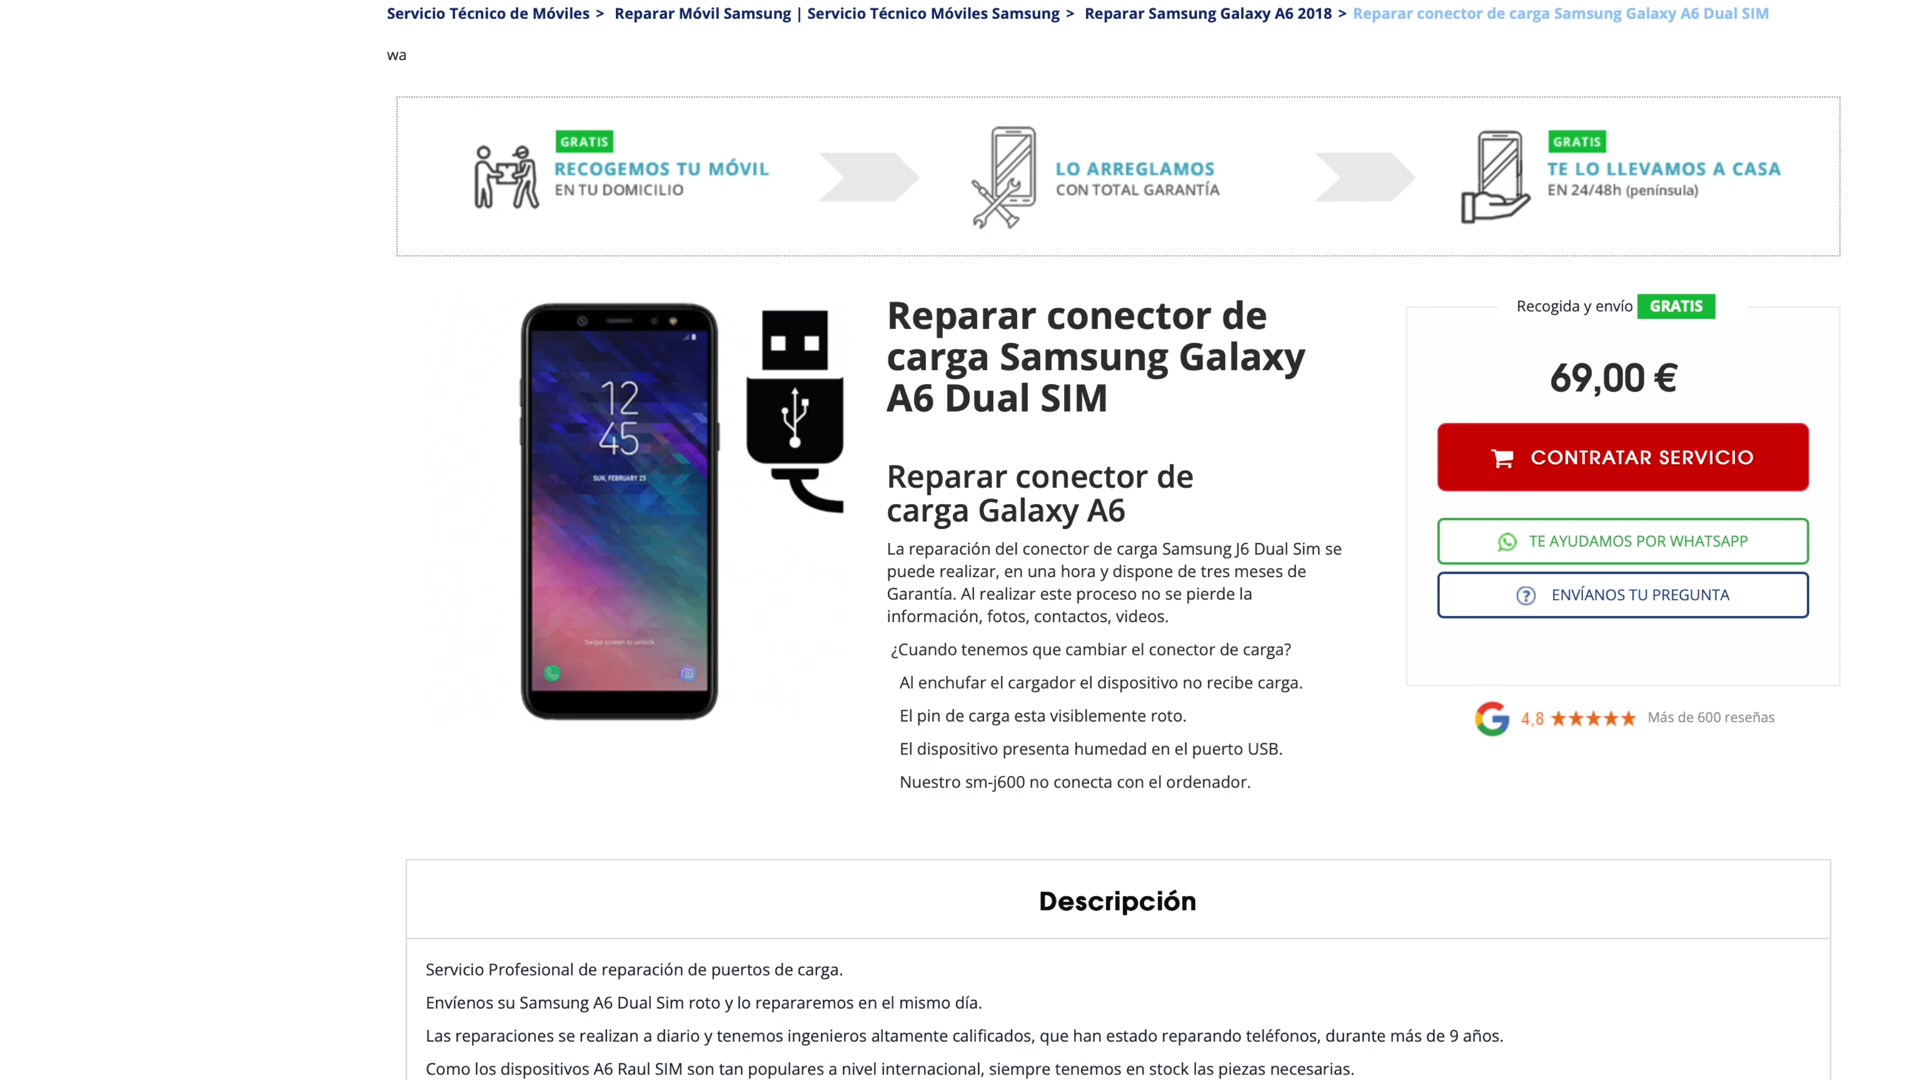 Servicio Técnico de Móviles > Reparar Móvil Samsung | Servicio Técnico Móviles Samsung > Reparar Samsung Galaxy A6 2018 > Reparar conector de carga Samsung Galaxy A6 Dual SIM
wa
GRATIS
RECOGEMOS TU MÓVIL
EN TU DOMICILIO
LO ARREGLAMOS
CON TOTAL GARANTÍA
GRATIS
TE LO LLEVAMOS A CASA
EN 24/48h (península)
12
45
SUN, FEBRUARY 25
Swipe screen to unlock
Reparar conector de
carga Samsung Galaxy
A6 Dual SIM
Reparar conector de
carga Galaxy A6
La reparación del conector de carga Samsung J6 Dual Sim se
puede realizar, en una hora y dispone de tres meses de
Garantía. Al realizar este proceso no se pierde la
información, fotos, contactos, videos.
¿Cuando tenemos que cambiar el conector de carga?
Al enchufar el cargador el dispositivo no recibe carga.
El pin de carga esta visiblemente roto.
El dispositivo presenta humedad en el puerto USB.
Nuestro sm-j600 no conecta con el ordenador.
Recogida y envío GRATIS
69,00 €
CONTRATAR SERVICIO
TE AYUDAMOS POR WHATSAPP
ENVÍANOS TU PREGUNTA
4,8 Más de 600 reseñas
Descripción
Servicio Profesional de reparación de puertos de carga.
Envíenos su Samsung A6 Dual Sim roto y lo repararemos en el mismo día.
Las reparaciones se realizan a diario y tenemos ingenieros altamente calificados, que han estado reparando teléfonos, durante más de 9 años.
Como los dispositivos A6 Raul SIM son tan populares a nivel internacional, siempre tenemos en stock las piezas necesarias.